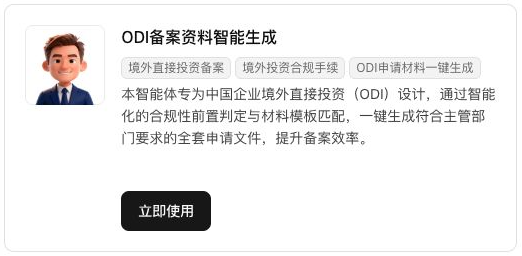 ODI备案资料智能生成
境外直接投资备案 境外投资合规手续 ODI申请材料一键生成
本智能体专为中国企业境外直接投资（ODI）设计，通过智能
化的合规性前置判定与材料模板匹配，一键生成符合主管部
门要求的全套申请文件，提升备案效率。
立即使用